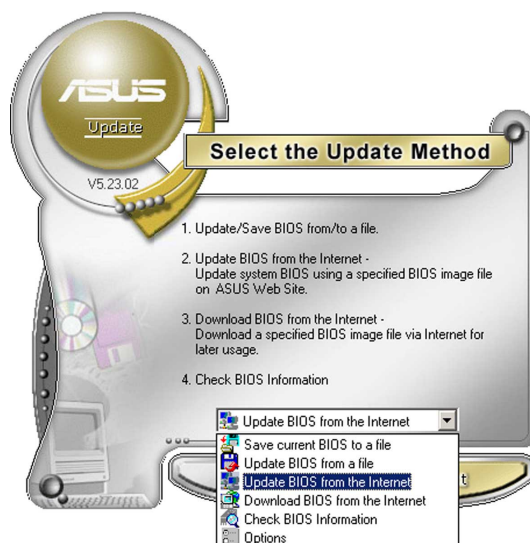 ASUS
Update
Select the Update Method
V5.23.02
1. Update/Save BIOS from/to a file.
2. Update BIOS from the Internet -
Update system BIOS using a specified BIOS image file
on ASUS Web Site.
3. Download BIOS from the Internet -
Download a specified BIOS image file via Internet for
later usage.
4. Check BIOS Information
Update BIOS from the Internet
Save current BIOS to a file
Update BIOS from a file
Update BIOS from the Internet
Download BIOS from the Internet
Check BIOS Information
Options